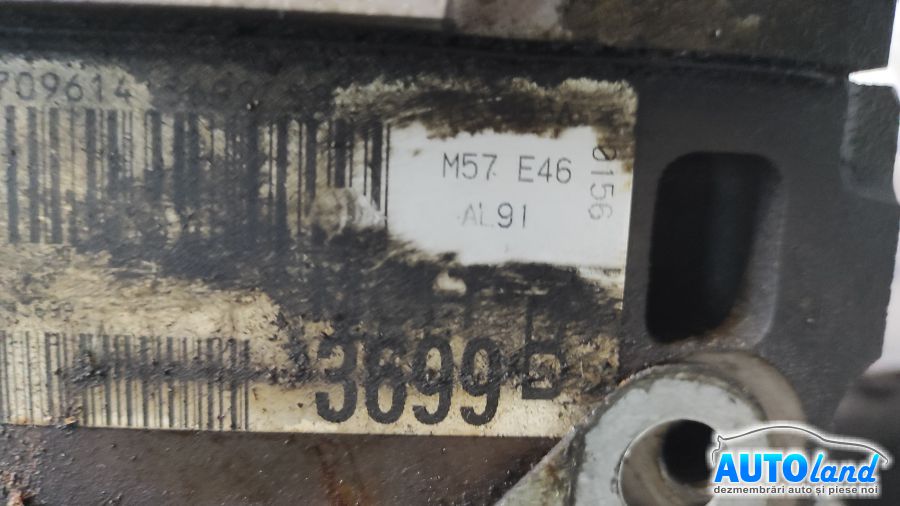 709614
M57 E46
AL91
0156
3699
AUTOland
dezmembrări auto și piese noi